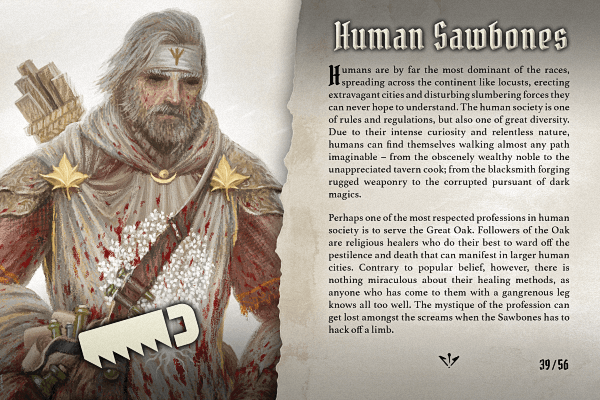 Human Sawbones
Humans are by far the most dominant of the races,
spreading across the continent like locusts, erecting
extravagant cities and disturbing slumbering forces they
can never hope to understand. The human society is one
of rules and regulations, but also one of great diversity.
Due to their intense curiosity and relentless nature,
humans can find themselves walking almost any path
imaginable – from the obscenely wealthy noble to the
unappreciated tavern cook; from the blacksmith forging
rugged weaponry to the corrupted pursuant of dark
magics.
Perhaps one of the most respected professions in human
society is to serve the Great Oak. Followers of the Oak
are religious healers who do their best to ward off the
pestilence and death that can manifest in larger human
cities. Contrary to popular belief, however, there is
nothing miraculous about their healing methods, as
anyone who has come to them with a gangrenous leg
knows all too well. The mystique of the profession can
get lost amongst the screams when the Sawbones has to
hack off a limb.
39/56